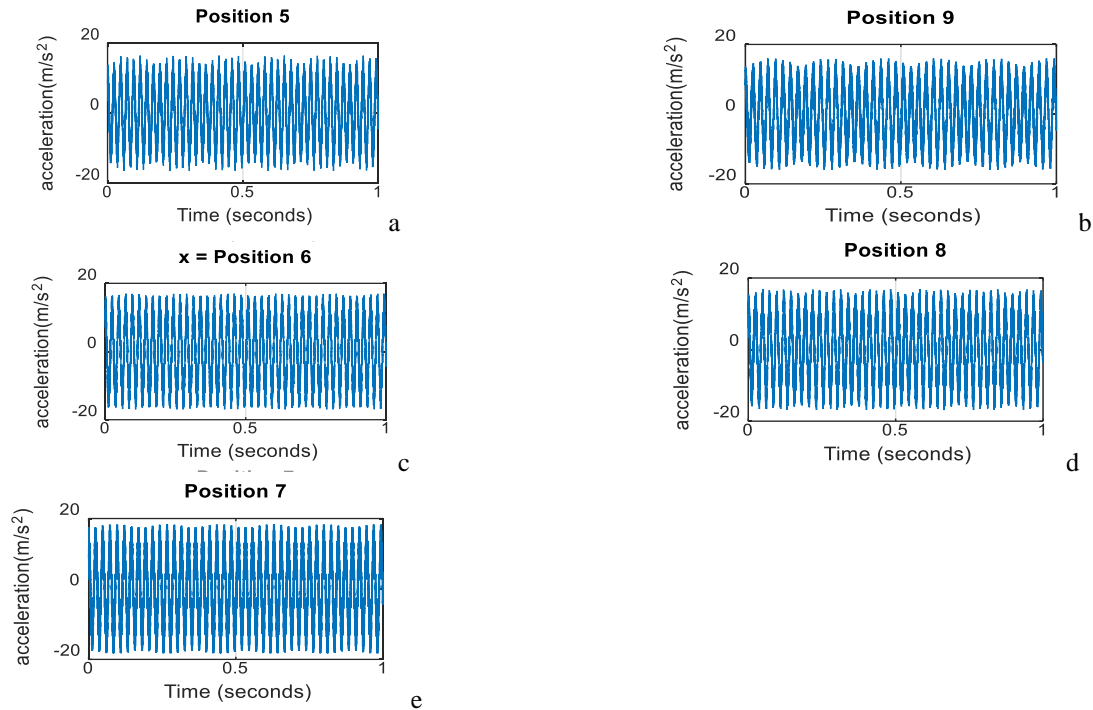 Position 5
20
0
-20
acceleration(m/s2)
0
0.5
1
Time (seconds)
a
Position 9
20
0
-20
acceleration(m/s2)
0
0.5
1
Time (seconds)
b
x = Position 6
20
0
-20
acceleration(m/s2)
0
0.5
1
Time (seconds)
c
Position 8
20
0
-20
acceleration(m/s2)
0
0.5
1
Time (seconds)
d
Position 7
20
0
-20
acceleration(m/s2)
0
0.5
1
Time (seconds)
e